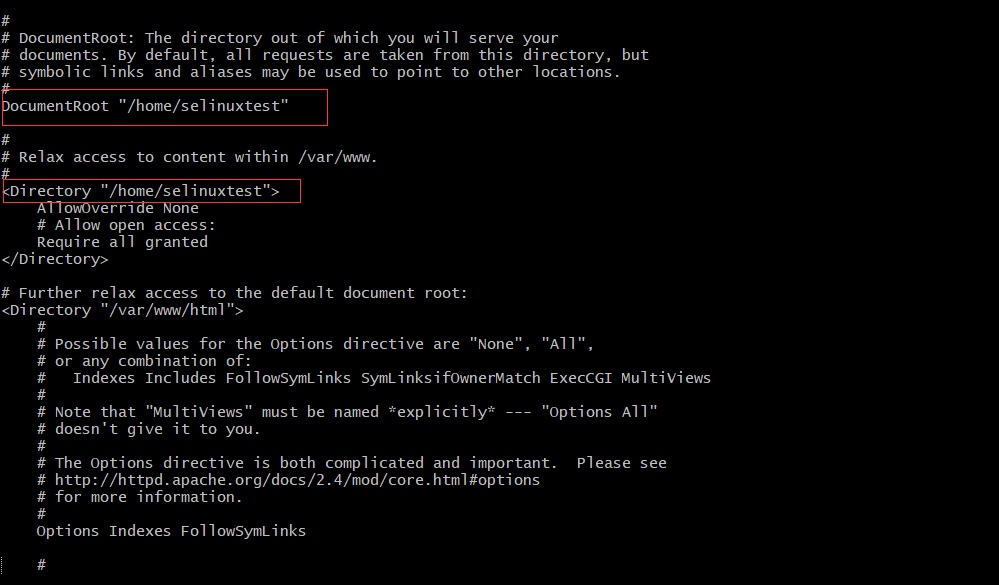 #
# DocumentRoot: The directory out of which you will serve your
# documents. By default, all requests are taken from this directory, but
# symbolic links and aliases may be used to point to other locations.
#
DocumentRoot "/home/selinuxtest"
#
# Relax access to content within /var/www.
#
<Directory "/home/selinuxtest">
    AllowOverride None
    # Allow open access:
    Require all granted
</Directory>
# Further relax access to the default document root:
<Directory "/var/www/html">
    #
    # Possible values for the Options directive are "None", "All",
    # or any combination of:
    #   Indexes Includes FollowSymLinks SymLinksifOwnerMatch ExecCGI MultiViews
    #
    # Note that "MultiViews" must be named *explicitly* --- "Options All"
    # doesn't give it to you.
    #
    # The Options directive is both complicated and important.  Please see
    # http://httpd.apache.org/docs/2.4/mod/core.html#options
    # for more information.
    #
    Options Indexes FollowSymLinks
    #